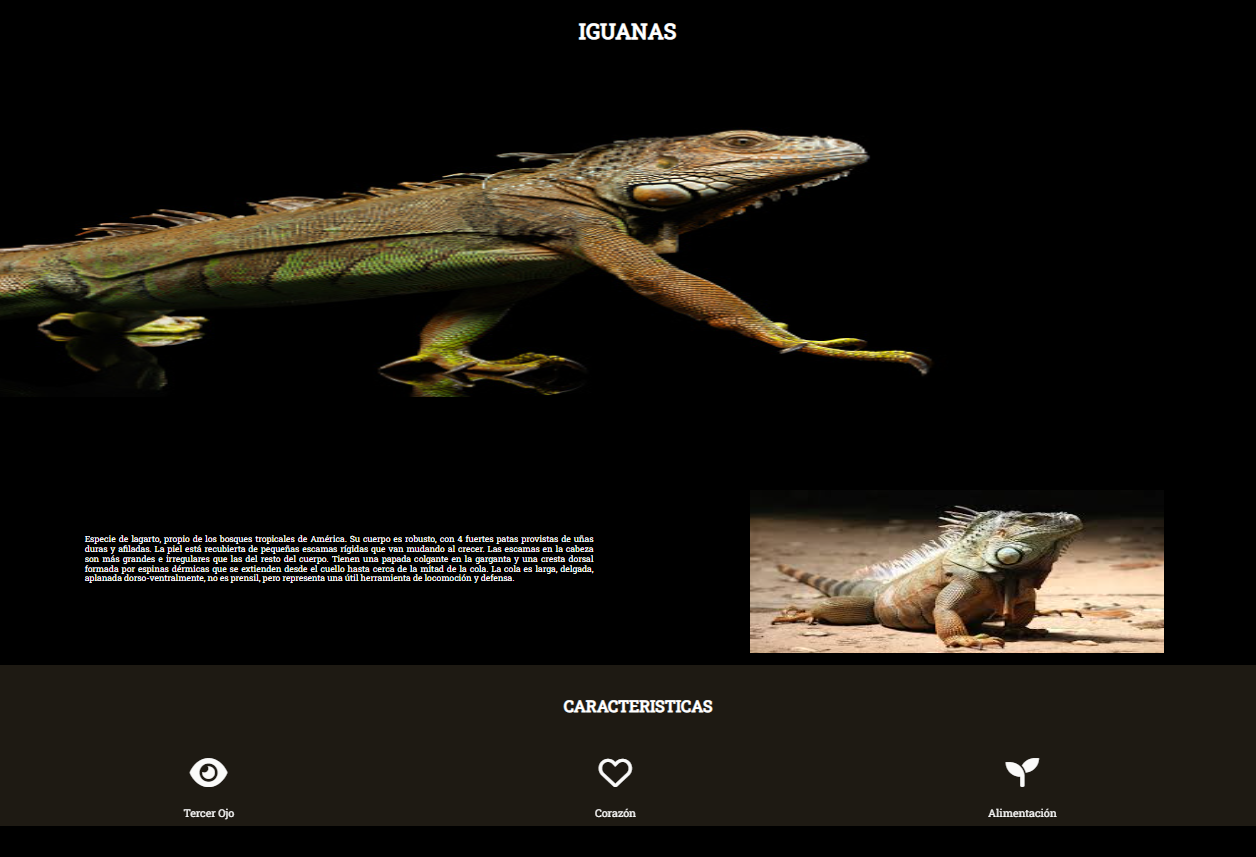 IGUANAS
Especie de lagarto, propio de los bosques tropicales de América. Su cuerpo es robusto, con 4 fuertes patas provistas de uñas
duras y afiladas. La piel está recubierta de pequeñas escamas rígidas que van mudando al crecer. Las escamas en la cabeza
son más grandes e irregulares que las del resto del cuerpo. Tienen una papada colgante en la garganta y una cresta dorsal
formada por espinas dérmicas que se extienden desde el cuello hasta cerca de la mitad de la cola. La cola es larga, delgada,
aplanada dorso-ventralmente, no es prensil, pero representa una útil herramienta de locomoción y defensa.
CARACTERISTICAS
Tercer Ojo
Corazón
Alimentación